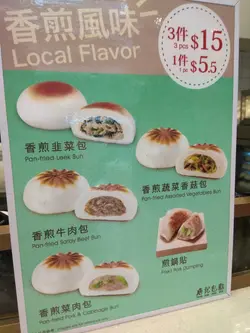 香煎風味
Local Flavor
3件 $15
3 pcs
1件 $5.5
1 pc
香煎韭菜包
Pan-fried Leek Bun
香煎蔬菜香菇包
Pan-fried Assorted Vegetables Bun
香煎牛肉包
Pan-fried Satay Beef Bun
煎鍋貼
Fried Pork Dumpling
香煎菜肉包
Pan-fried Pork & Cabbage Bun